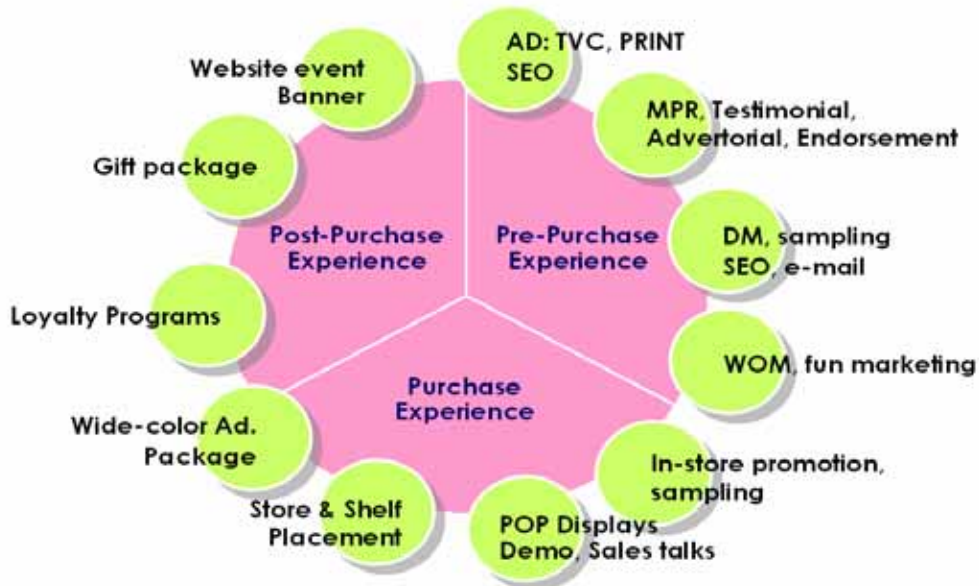 AD: TVC, PRINT
SEO
MPR, Testimonial,
Advertorial, Endorsement
DM, sampling
SEO, e-mail
WOM, fun marketing
In-store promotion,
sampling
POP Displays
Demo, Sales talks
Store & Shelf
Placement
Wide-color Ad.
Package
Loyalty Programs
Gift package
Website event
Banner
Post-Purchase
Experience
Pre-Purchase
Experience
Purchase
Experience